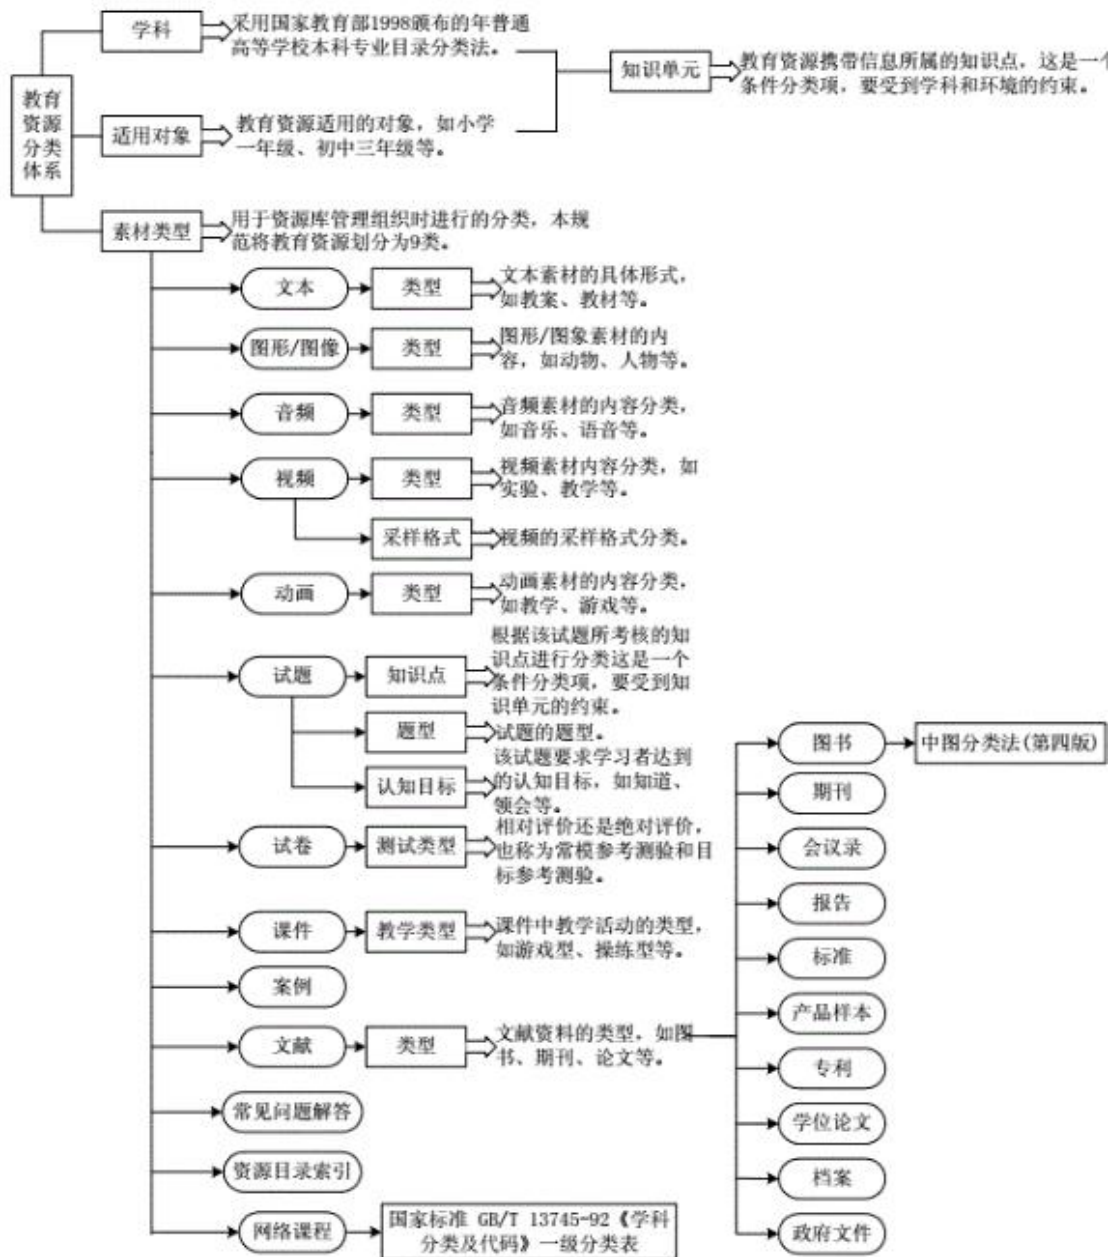 学科
采用国家教育部1998颁布的年普通
高等学校本科专业目录分类法。
知识单元
教育资源携带信息所属的知识点，这是一个
条件分类项，要受到学科和环境的约束。
教育
资源
分类
体系
适用对象
教育资源适用的对象，如小学
一年级、初中三年级等。
素材类型
用于资源库管理组织时进行的分类，本规
范将教育资源划分为9类。
文本
类型
文本素材的具体形式，
如教案、教材等。
图形/图像
类型
图形/图象素材的内
容，如动物、人物等。
音频
类型
音频素材的内容分类，
如音乐、语音等。
视频
类型
视频素材内容分类，如
实验、教学等。
采样格式
视频的采样格式分类。
动画
类型
动画素材的内容分类，
如教学、游戏等。
试题
知识点
根据该试题所考核的知
识点进行分类这是一个
条件分类项，要受到知
识单元的约束。
题型
试题的题型。
认知目标
该试题要求学习者达到
的认知目标，如知道、
领会等。
试卷
测试类型
相对评价还是绝对评价，
也称为常模参考测验和目
标参考测验。
课件
教学类型
课件中教学活动的类型，
如游戏型、操练型等。
案例
文献
类型
文献资料的类型，如图
书、期刊、论文等。
常见问题解答
资源目录索引
网络课程
国家标准 GB/T 13745-92《学科
分类及代码》一级分类表
图书
中图分类法(第四版)
期刊
会议录
报告
标准
产品样本
专利
学位论文
档案
政府文件